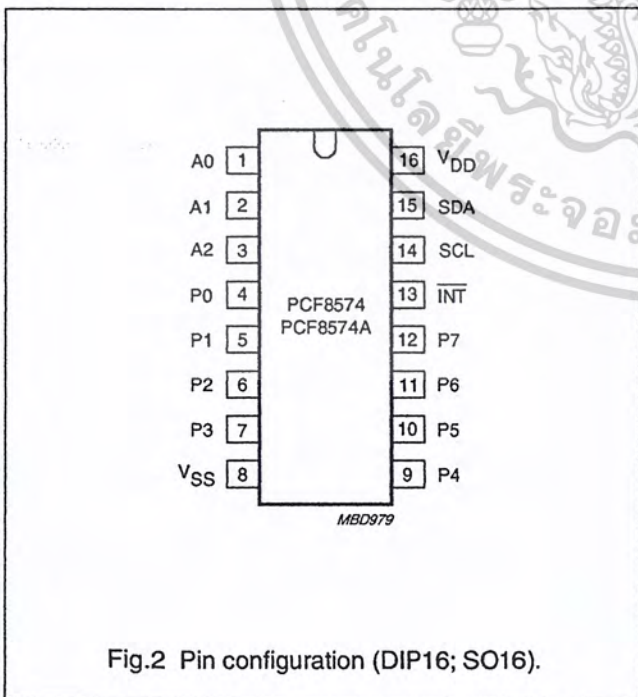 A0 1 16 VDD
A1 2 15 SDA
A2 3 14 SCL
P0 4 13 I̅N̅T̅
PCF8574
PCF8574A
P1 5 12 P7
P2 6 11 P6
P3 7 10 P5
VSS 8 9 P4
MBD979
Fig.2 Pin configuration (DIP16; SO16).